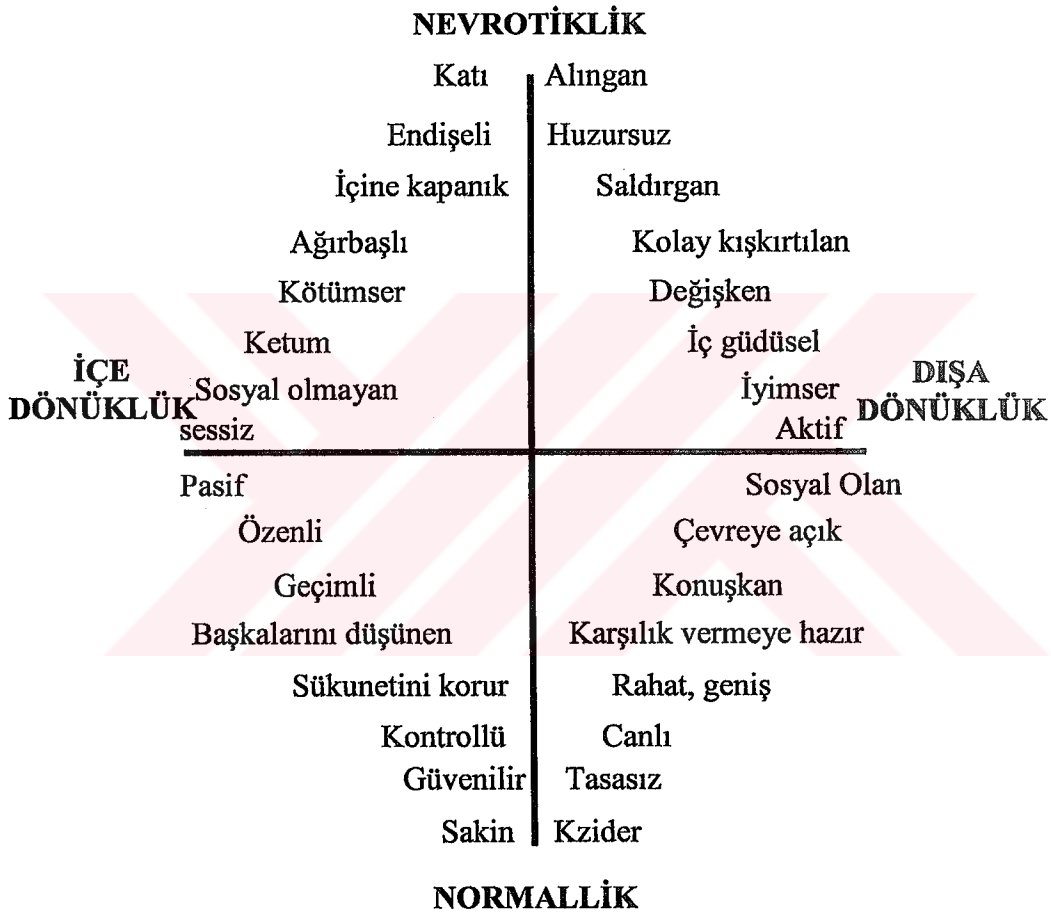 NEVROTİKLİK
Katı Alıngan
Endişeli Huzursuz
İçine kapanık Saldırgan
Ağırbaşlı Kolay kışkırtılan
Kötümser Değişken
Ketum İç güdüsel
İÇE DÖNÜKLÜK
Sosyal olmayan İyimser
DIŞA DÖNÜKLÜK
sessiz Aktif
Pasif Sosyal Olan
Özenli Çevreye açık
Geçimli Konuşkan
Başkalarını düşünen Karşılık vermeye hazır
Sükunetini korur Rahat, geniş
Kontrollü Canlı
Güvenilir Tasasız
Sakin Kzider
NORMALLİK